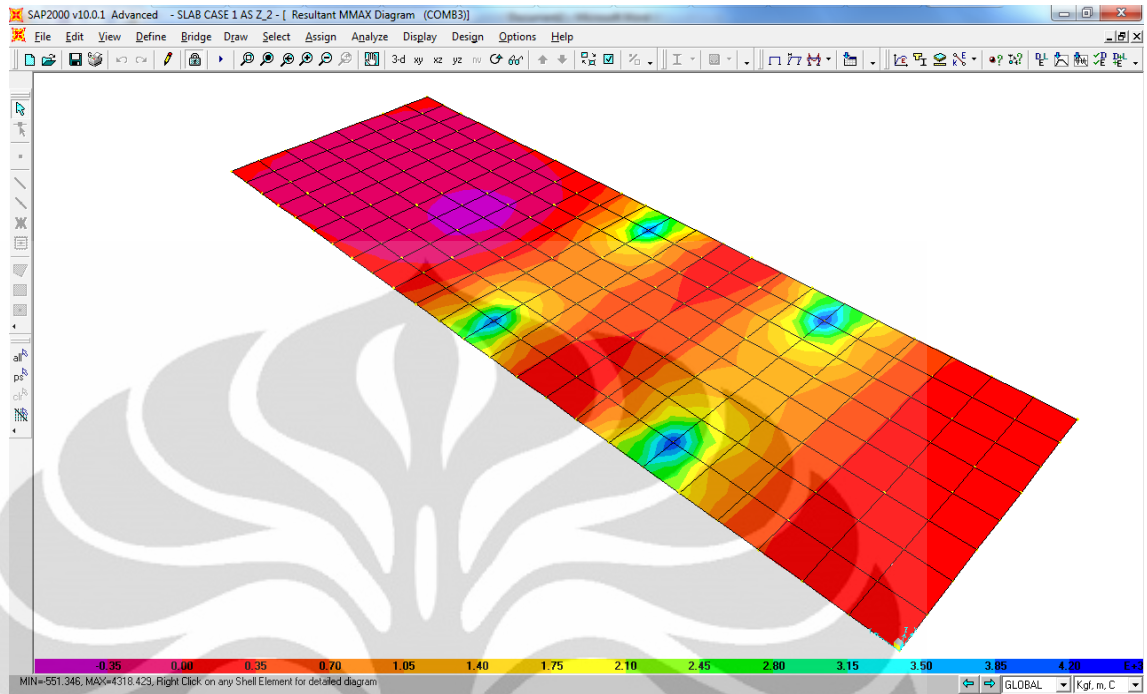 SAP2000 v10.0.1 Advanced - SLAB CASE 1 AS Z_2 - [ Resultant MMAX Diagram (COMB3)]
File Edit View Define Bridge Draw Select Assign Analyze Display Design Options Help
3-d xy xz yz nv
all
ps
clr
-0.35 0.00 0.35 0.70 1.05 1.40 1.75 2.10 2.45 2.80 3.15 3.50 3.85 4.20
MIN=-551.346, MAX=4318.429, Right Click on any Shell Element for detailed diagram
GLOBAL Kgf, m, C